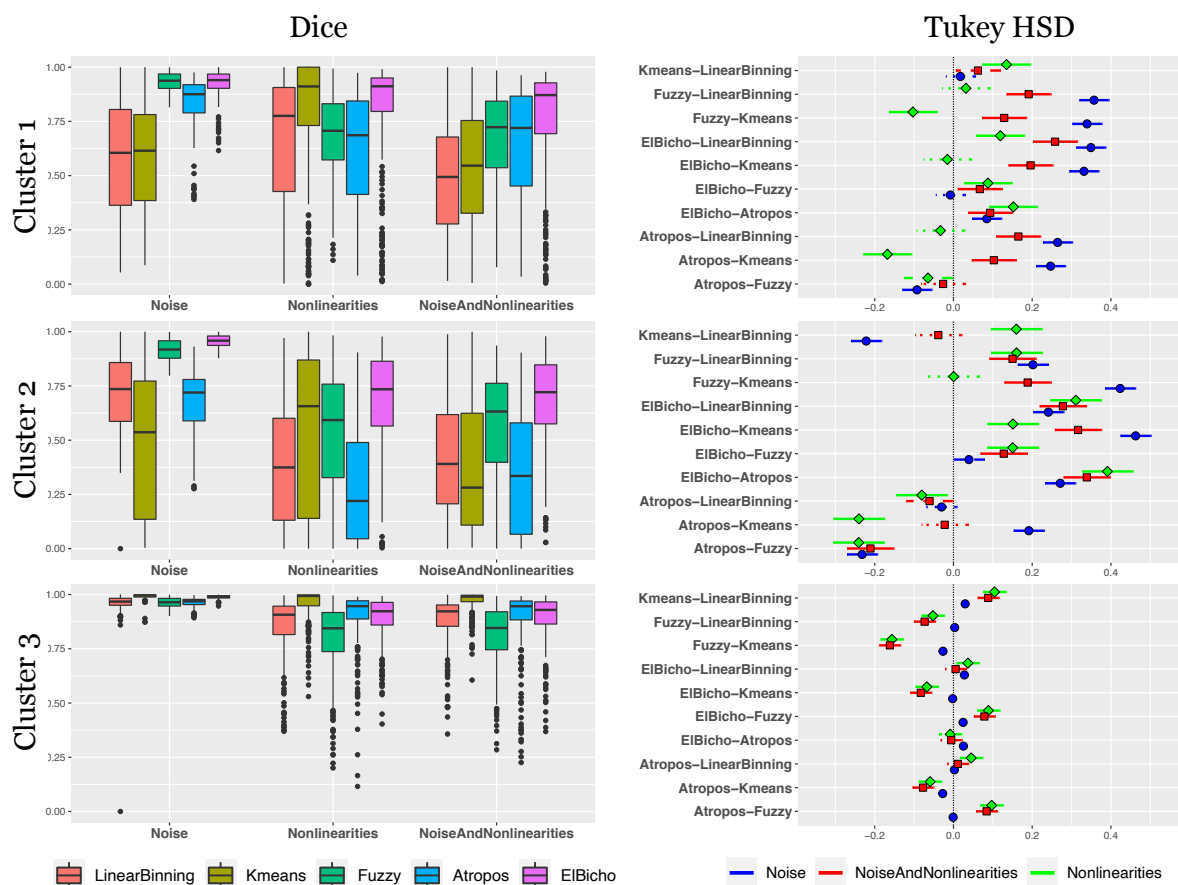 Dice
Tukey HSD
Cluster 1
1.00
0.75
0.50
0.25
0.00
Noise
Nonlinearities
NoiseAndNonlinearities
Kmeans−LinearBinning
Fuzzy−LinearBinning
Fuzzy−Kmeans
ElBicho−LinearBinning
ElBicho−Kmeans
ElBicho−Fuzzy
ElBicho−Atropos
Atropos−LinearBinning
Atropos−Kmeans
Atropos−Fuzzy
−0.2
0.0
0.2
0.4
Cluster 2
1.00
0.75
0.50
0.25
0.00
Noise
Nonlinearities
NoiseAndNonlinearities
Kmeans−LinearBinning
Fuzzy−LinearBinning
Fuzzy−Kmeans
ElBicho−LinearBinning
ElBicho−Kmeans
ElBicho−Fuzzy
ElBicho−Atropos
Atropos−LinearBinning
Atropos−Kmeans
Atropos−Fuzzy
−0.2
0.0
0.2
0.4
Cluster 3
1.00
0.75
0.50
0.25
0.00
Noise
Nonlinearities
NoiseAndNonlinearities
Kmeans−LinearBinning
Fuzzy−LinearBinning
Fuzzy−Kmeans
ElBicho−LinearBinning
ElBicho−Kmeans
ElBicho−Fuzzy
ElBicho−Atropos
Atropos−LinearBinning
Atropos−Kmeans
Atropos−Fuzzy
−0.2
0.0
0.2
0.4
LinearBinning Kmeans Fuzzy Atropos ElBicho
Noise NoiseAndNonlinearities Nonlinearities